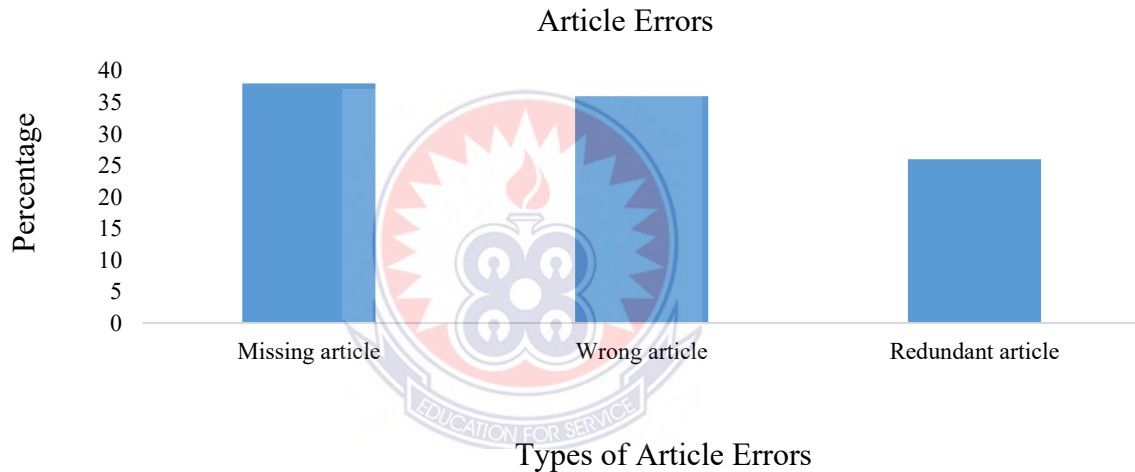 Article Errors
Percentage
40
35
30
25
20
15
10
5
0
Missing article
Wrong article
Redundant article
EDUCATION FOR SERVICE
Types of Article Errors